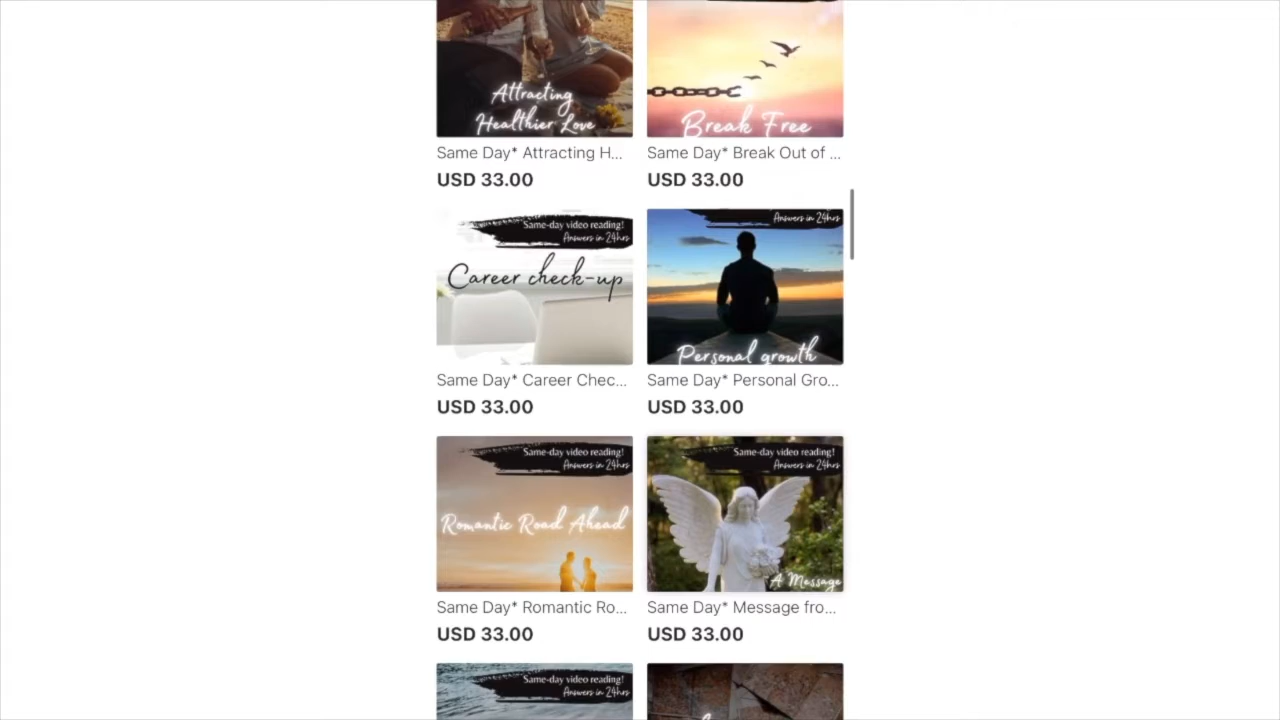 Attracting
Healthier Love
Break Free
Same Day* Attracting H...
Same Day* Break Out of ...
USD 33.00
USD 33.00
Same-day video reading!
Answers in 24hrs
Career check-up
Answers in 24hrs
Personal growth
Same Day* Career Chec...
Same Day* Personal Gro...
USD 33.00
USD 33.00
Same-day video reading!
Answers in 24hrs
Romantic Road Ahead
Same-day video reading!
Answers in 24hrs
A Message
Same Day* Romantic Ro...
Same Day* Message fro...
USD 33.00
USD 33.00
Same-day video reading!
Answers in 24hrs